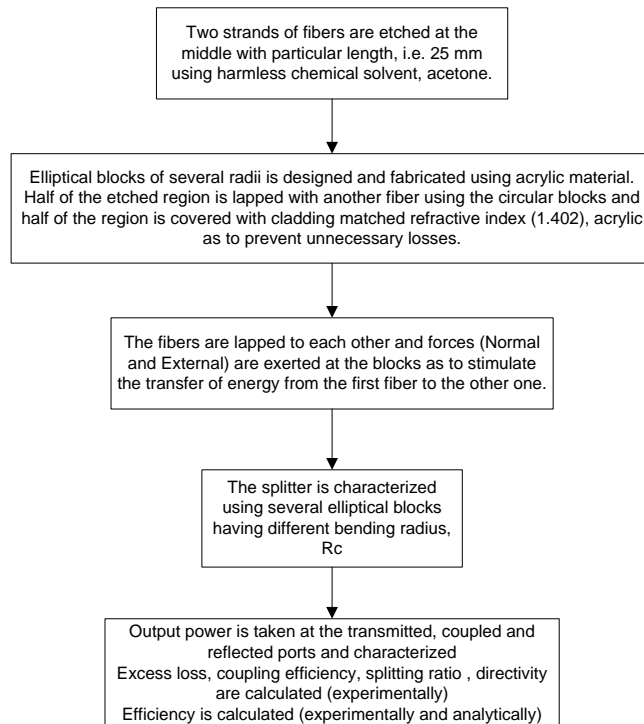 Two strands of fibers are etched at the
middle with particular length, i.e. 25 mm
using harmless chemical solvent, acetone.
Elliptical blocks of several radii is designed and fabricated using acrylic material.
Half of the etched region is lapped with another fiber using the circular blocks and
half of the region is covered with cladding matched refractive index (1.402), acrylic
as to prevent unnecessary losses.
The fibers are lapped to each other and forces (Normal
and External) are exerted at the blocks as to stimulate
the transfer of energy from the first fiber to the other one.
The splitter is characterized
using several elliptical blocks
having different bending radius,
Rc
Output power is taken at the transmitted, coupled and
reflected ports and characterized
Excess loss, coupling efficiency, splitting ratio , directivity
are calculated (experimentally)
Efficiency is calculated (experimentally and analytically)